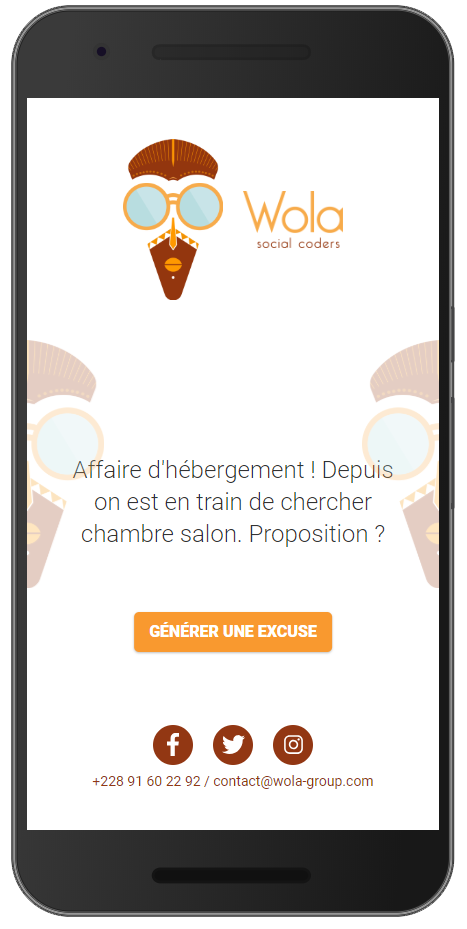 Wola
social coders
Affaire d'hébergement ! Depuis
on est en train de chercher
chambre salon. Proposition ?
GÉNÉRER UNE EXCUSE
+228 91 60 22 92 / contact@wola-group.com